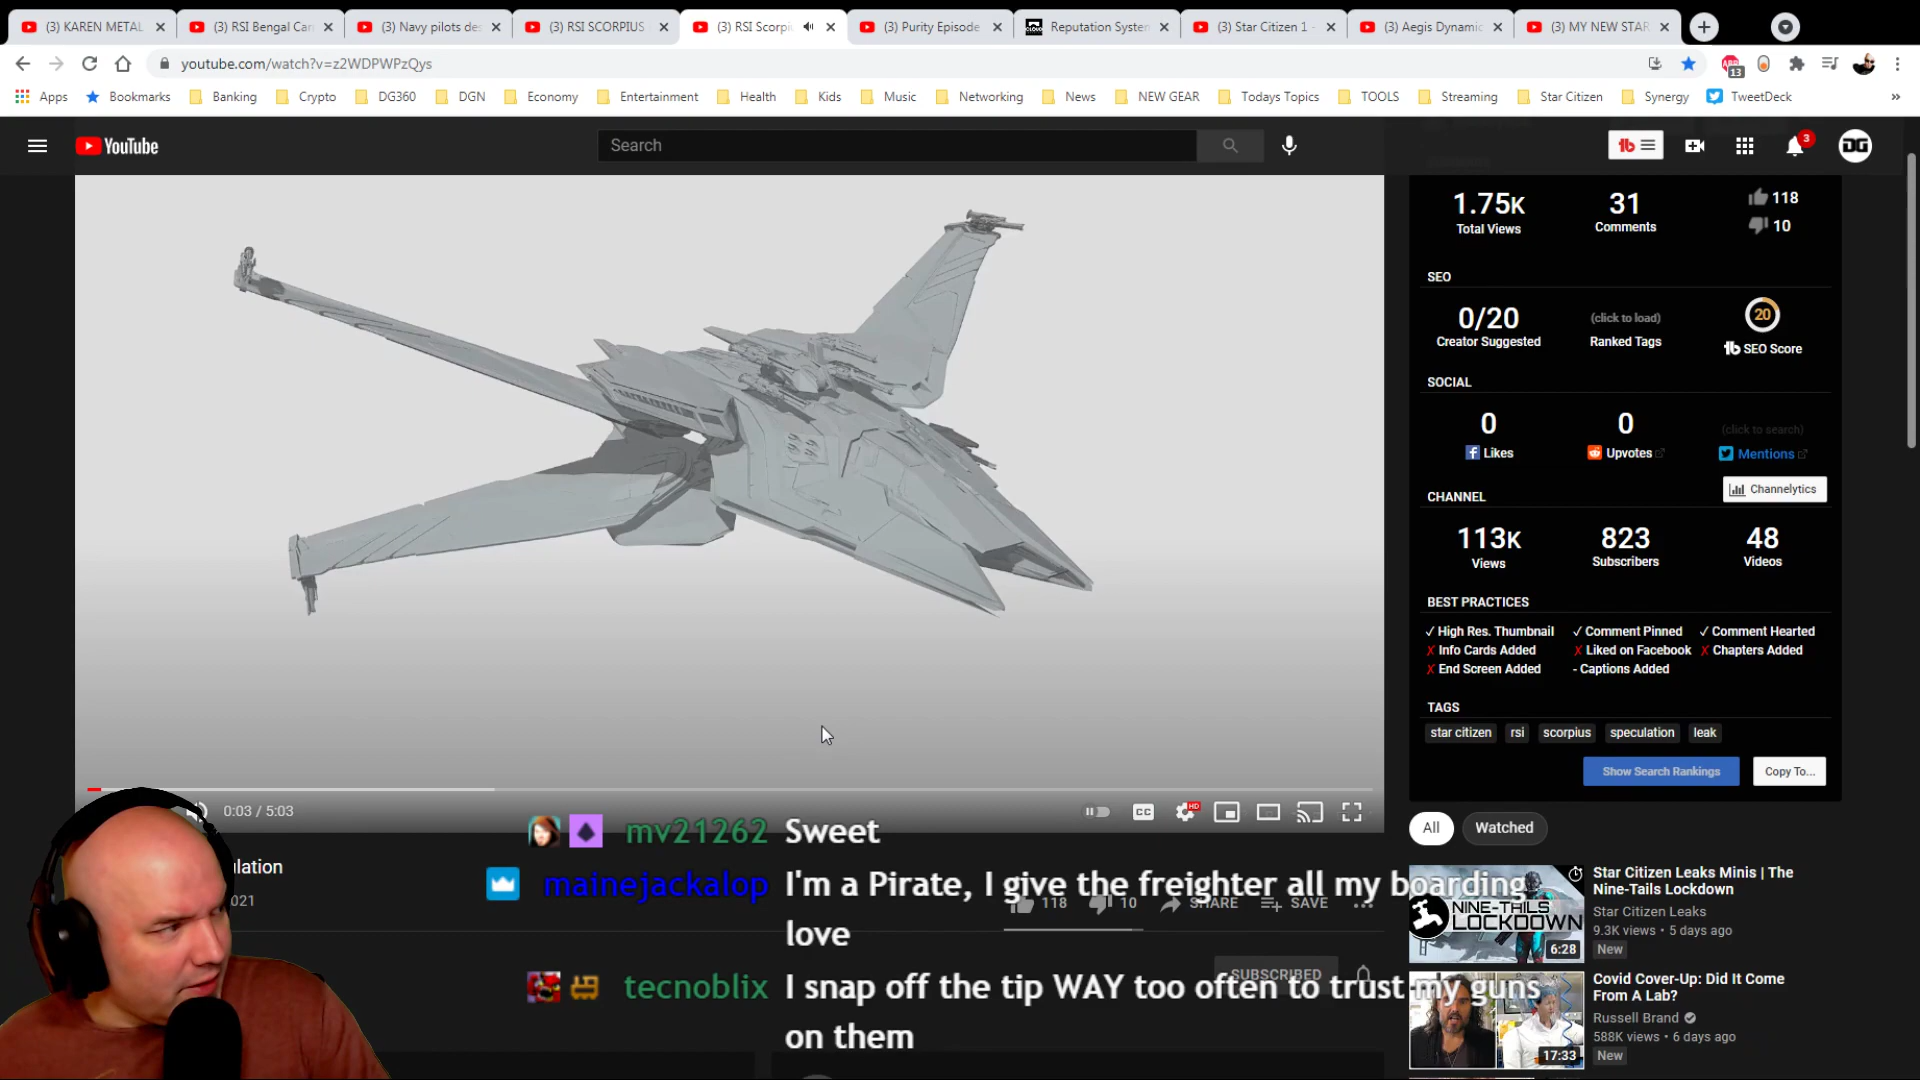 (3) KAREN METAL
(3) RSI Bengal Car
(3) Navy pilots des
(3) RSI SCORPIUS
(3) RSI Scorpi
(3) Purity Episode
Reputation System
(3) Star Citizen 1 -
(3) Aegis Dynamic
(3) MY NEW STAR
youtube.com/watch?v=z2WDPWPzQys
13
Apps
Bookmarks
Banking
Crypto
DG360
DGN
Economy
Entertainment
Health
Kids
Music
Networking
News
NEW GEAR
Todays Topics
TOOLS
Streaming
Star Citizen
Synergy
TweetDeck
»
YouTube
Search
3
DG
1.75K
Total Views
31
Comments
118
10
SEO
0/20
Creator Suggested
(click to load)
Ranked Tags
20
SEO Score
SOCIAL
0
Likes
0
Upvotes
(click to search)
Mentions
Channelytics
CHANNEL
113K
Views
823
Subscribers
48
Videos
BEST PRACTICES
✓ High Res. Thumbnail
✓ Comment Pinned
✓ Comment Hearted
✗ Info Cards Added
✗ Liked on Facebook
✗ Chapters Added
✗ End Screen Added
- Captions Added
TAGS
star citizen
rsi
scorpius
speculation
leak
Show Search Rankings
Copy To...
0:03 / 5:03
CC
HD
ulation
021
118
10
SHARE
SAVE
SUBSCRIBED
mv21262 Sweet
mainejackalop I'm a Pirate, I give the freighter all my boarding
love
tecnoblix I snap off the tip WAY too often to trust my guns
on them
All
Watched
NINE-TAILS
LOCKDOWN
6:28
Star Citizen Leaks Minis | The
Nine-Tails Lockdown
Star Citizen Leaks
9.3K views • 5 days ago
New
17:33
Covid Cover-Up: Did It Come
From A Lab?
Russell Brand
588K views • 6 days ago
New